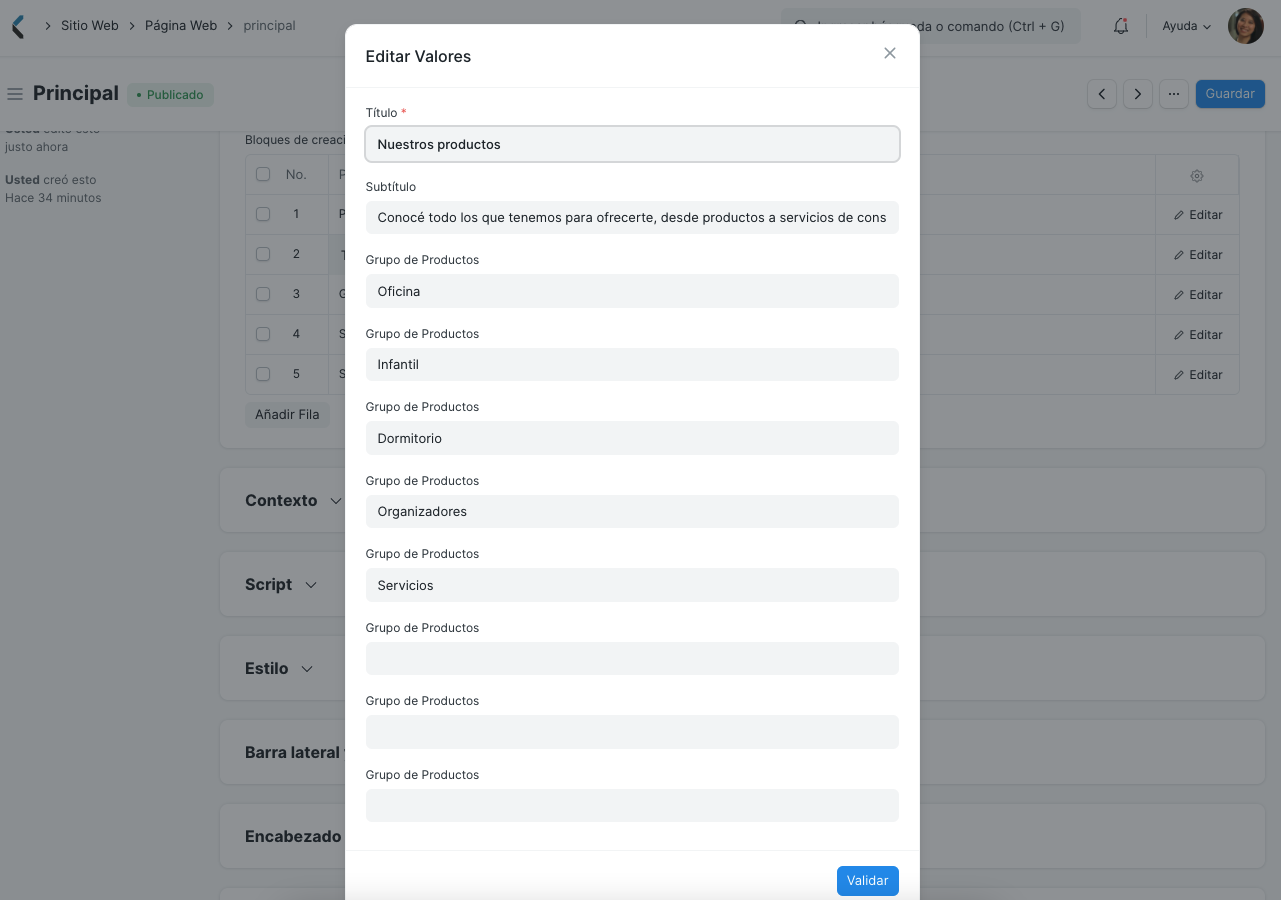 Sitio Web
Página Web
principal
da o comando (Ctrl + G)
Ayuda
Principal
Publicado
Guardar
Usted editó esto
justo ahora
Usted creó esto
Hace 34 minutos
Bloques de creaci
No.
1
Editar
2
Editar
3
Editar
4
Editar
5
Editar
Añadir Fila
Contexto
Script
Estilo
Barra lateral
Encabezado
Editar Valores
Título *
Nuestros productos
Subtítulo
Conocé todo los que tenemos para ofrecerte, desde productos a servicios de cons
Grupo de Productos
Oficina
Grupo de Productos
Infantil
Grupo de Productos
Dormitorio
Grupo de Productos
Organizadores
Grupo de Productos
Servicios
Grupo de Productos
Grupo de Productos
Grupo de Productos
Validar